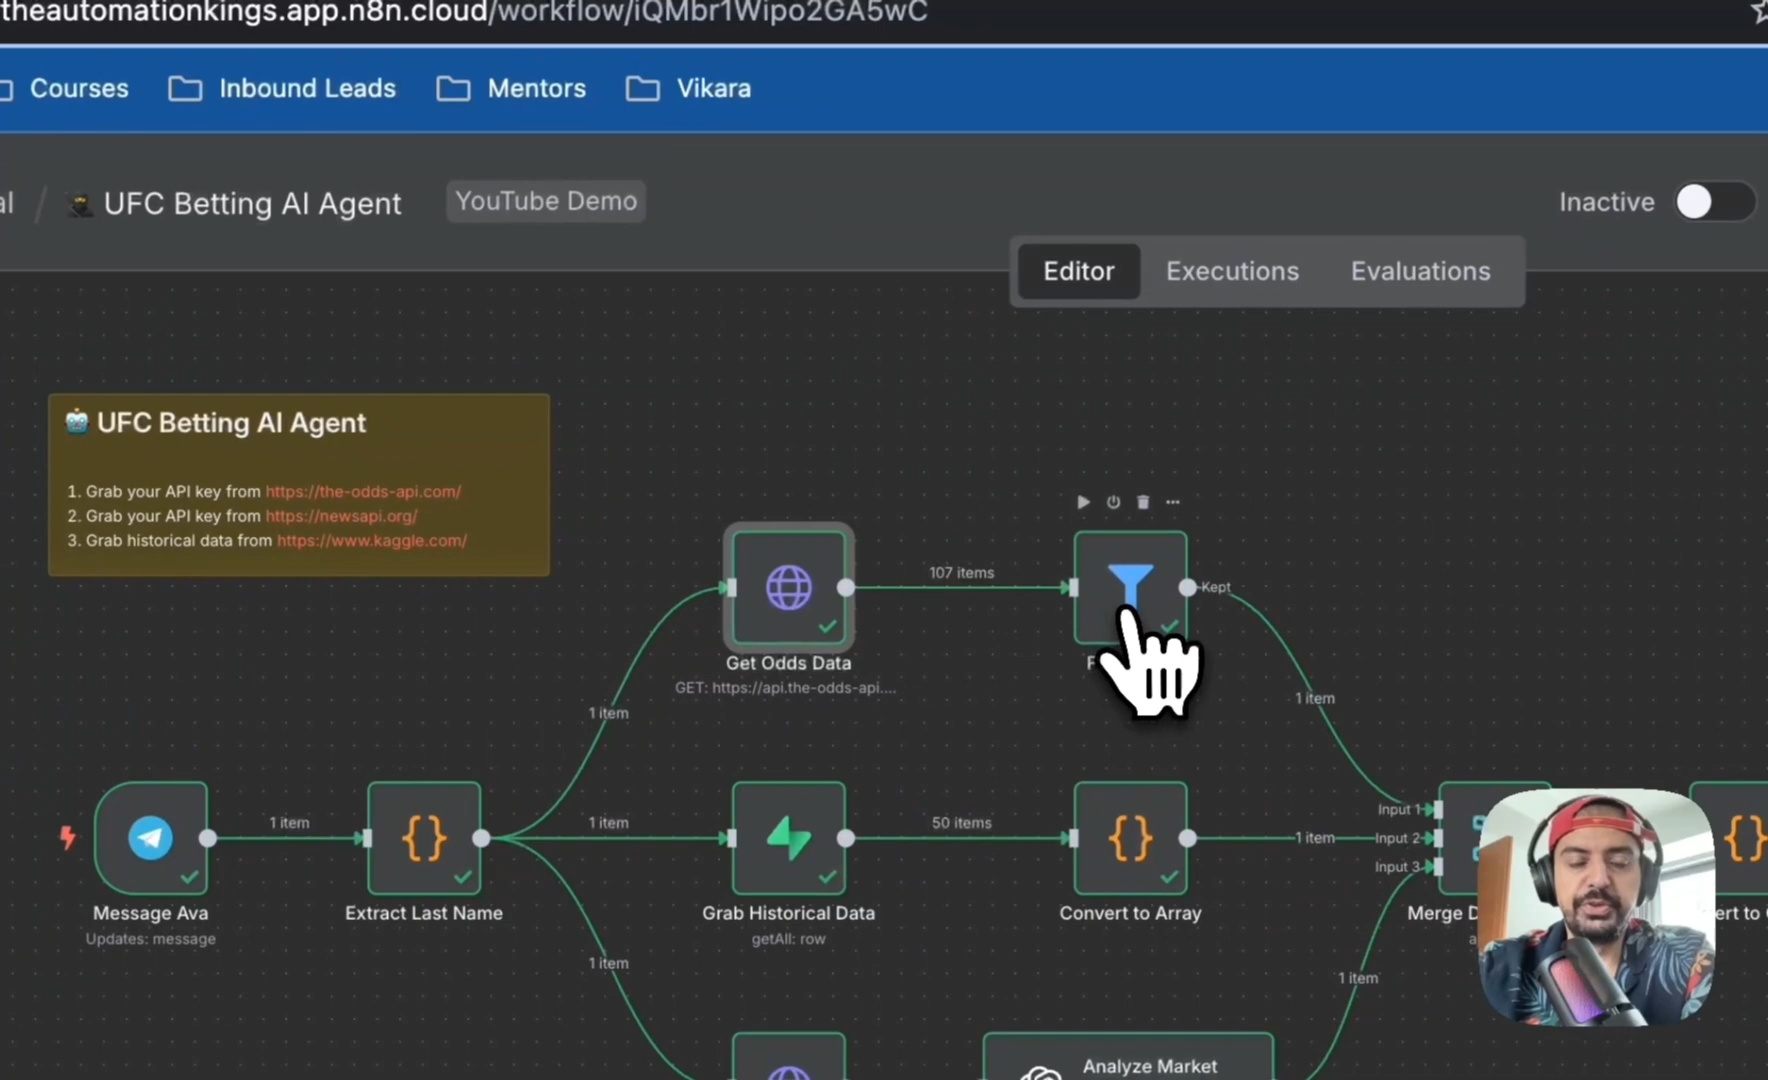 theautomationkings.app.n8n.cloud/workflow/iQMbr1Wipo2GA5wC
Courses
Inbound Leads
Mentors
Vikara
al / UFC Betting AI Agent
YouTube Demo
Inactive
Editor
Executions
Evaluations
UFC Betting AI Agent
1. Grab your API key from https://the-odds-api.com/
2. Grab your API key from https://newsapi.org/
3. Grab historical data from https://www.kaggle.com/
107 items
Kept
Get Odds Data
GET: https://api.the-odds-api....
1 item
1 item
1 item
1 item
50 items
1 item
Input 1
Input 2
Input 3
Message Ava
Updates: message
Extract Last Name
Grab Historical Data
getAll: row
Convert to Array
Merge D
ert to
1 item
1 item
Analyze Market